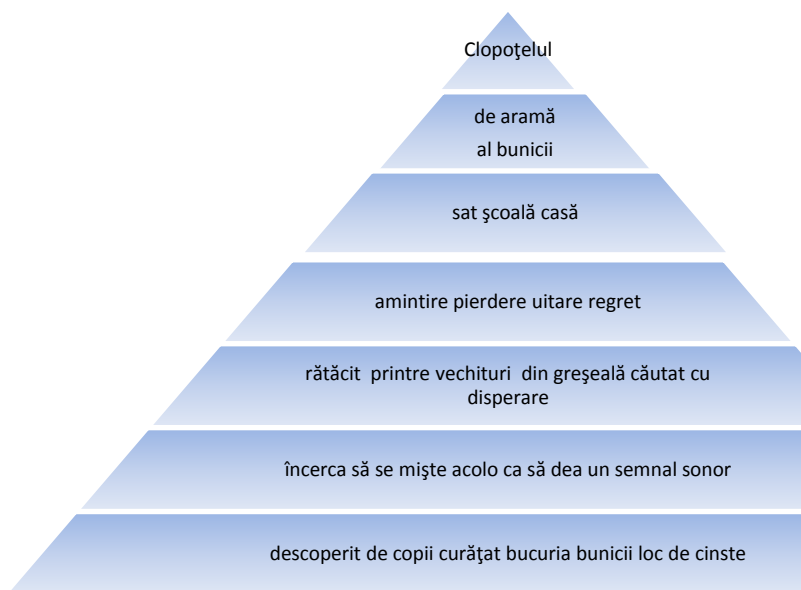 Clopoţelul
de aramă
al bunicii
sat şcoală casă
amintire pierdere uitare regret
rătăcit printre vechituri din greşeală căutat cu
disperare
încerca să se mişte acolo ca să dea un semnal sonor
descoperit de copii curăţat bucuria bunicii loc de cinste